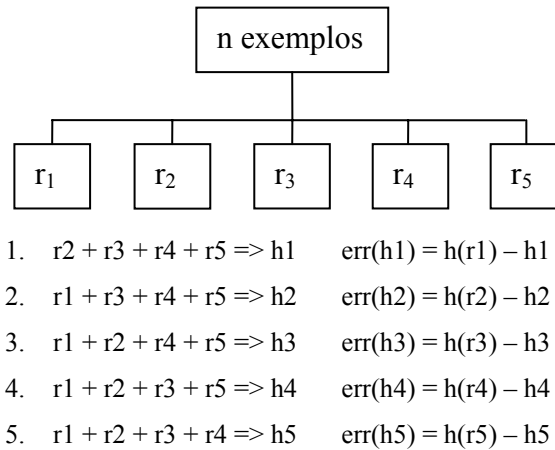 n exemplos
r₁ r₂ r₃ r₄ r₅
1. r2 + r3 + r4 + r5 => h1 err(h1) = h(r1) – h1
2. r1 + r3 + r4 + r5 => h2 err(h2) = h(r2) – h2
3. r1 + r2 + r4 + r5 => h3 err(h3) = h(r3) – h3
4. r1 + r2 + r3 + r5 => h4 err(h4) = h(r4) – h4
5. r1 + r2 + r3 + r4 => h5 err(h5) = h(r5) – h5